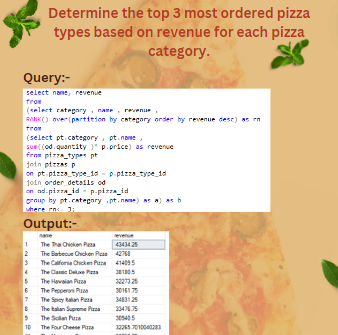 Determine the top 3 most ordered pizza
types based on revenue for each pizza
category.
Query:-
select name, revenue
from
(select category , name , revenue ,
RANK() over(partition by category order by revenue desc) as rn
from
(select pt.category , pt.name ,
sum((od.quantity )* p.price) as revenue
from pizza_types pt
join pizzas p
on pt.pizza_type_id = p.pizza_type_id
join order_details od
on od.pizza_id = p.pizza_id
group by pt.category ,pt.name) as a) as b
where rn<= 3;
Output:-
name revenue
1 The Thai Chicken Pizza 43434.25
2 The Barbecue Chicken Pizza 42768
3 The California Chicken Pizza 41409.5
4 The Classic Deluxe Pizza 38180.5
5 The Hawaiian Pizza 32273.25
6 The Pepperoni Pizza 30161.75
7 The Spicy Italian Pizza 34831.25
8 The Italian Supreme Pizza 33476.75
9 The Sicilian Pizza 30940.5
10 The Four Cheese Pizza 32265.7010040283